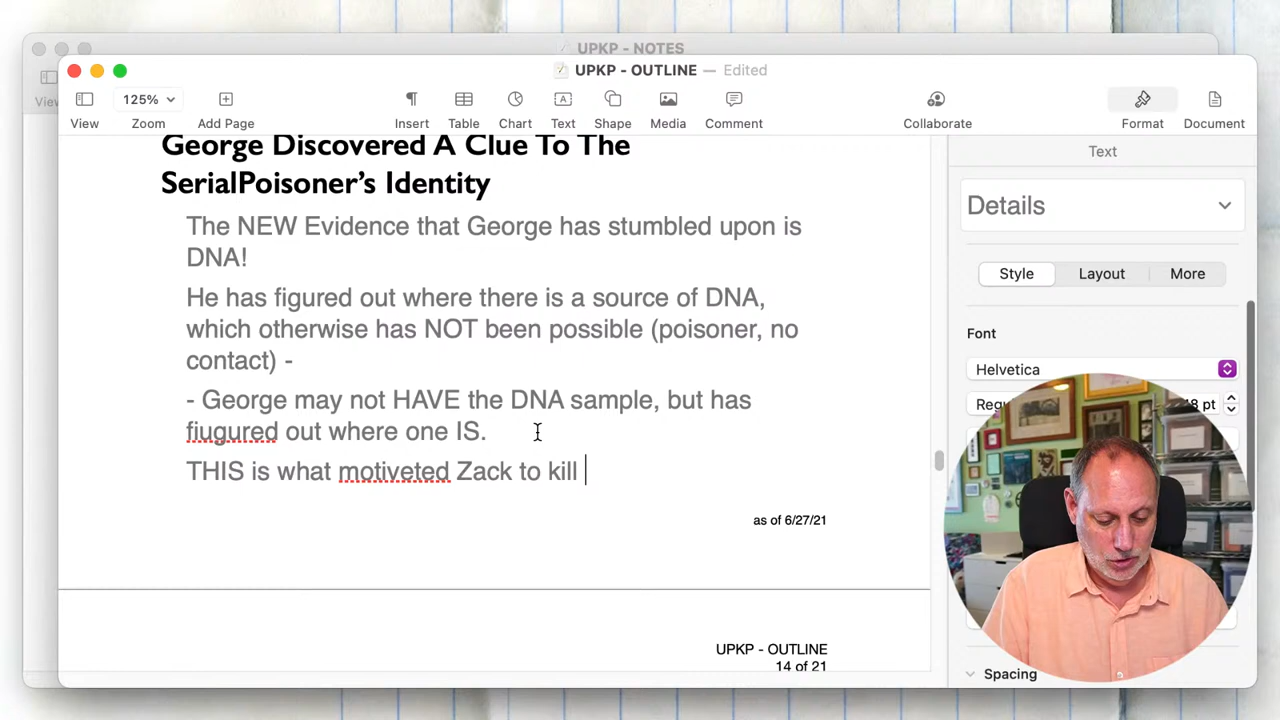 UPKP - NOTES
UPKP - OUTLINE — Edited
125%
View Zoom Add Page Insert Table Chart Text Shape Media Comment Collaborate Format Document
George Discovered A Clue To The
SerialPoisoner's Identity
The NEW Evidence that George has stumbled upon is
DNA!
He has figured out where there is a source of DNA,
which otherwise has NOT been possible (poisoner, no
contact) -
- George may not HAVE the DNA sample, but has
fiugured out where one IS.
THIS is what motiveted Zack to kill
as of 6/27/21
UPKP - OUTLINE
14 of 21
Text
Details
Style Layout More
Font
Helvetica
Spacing